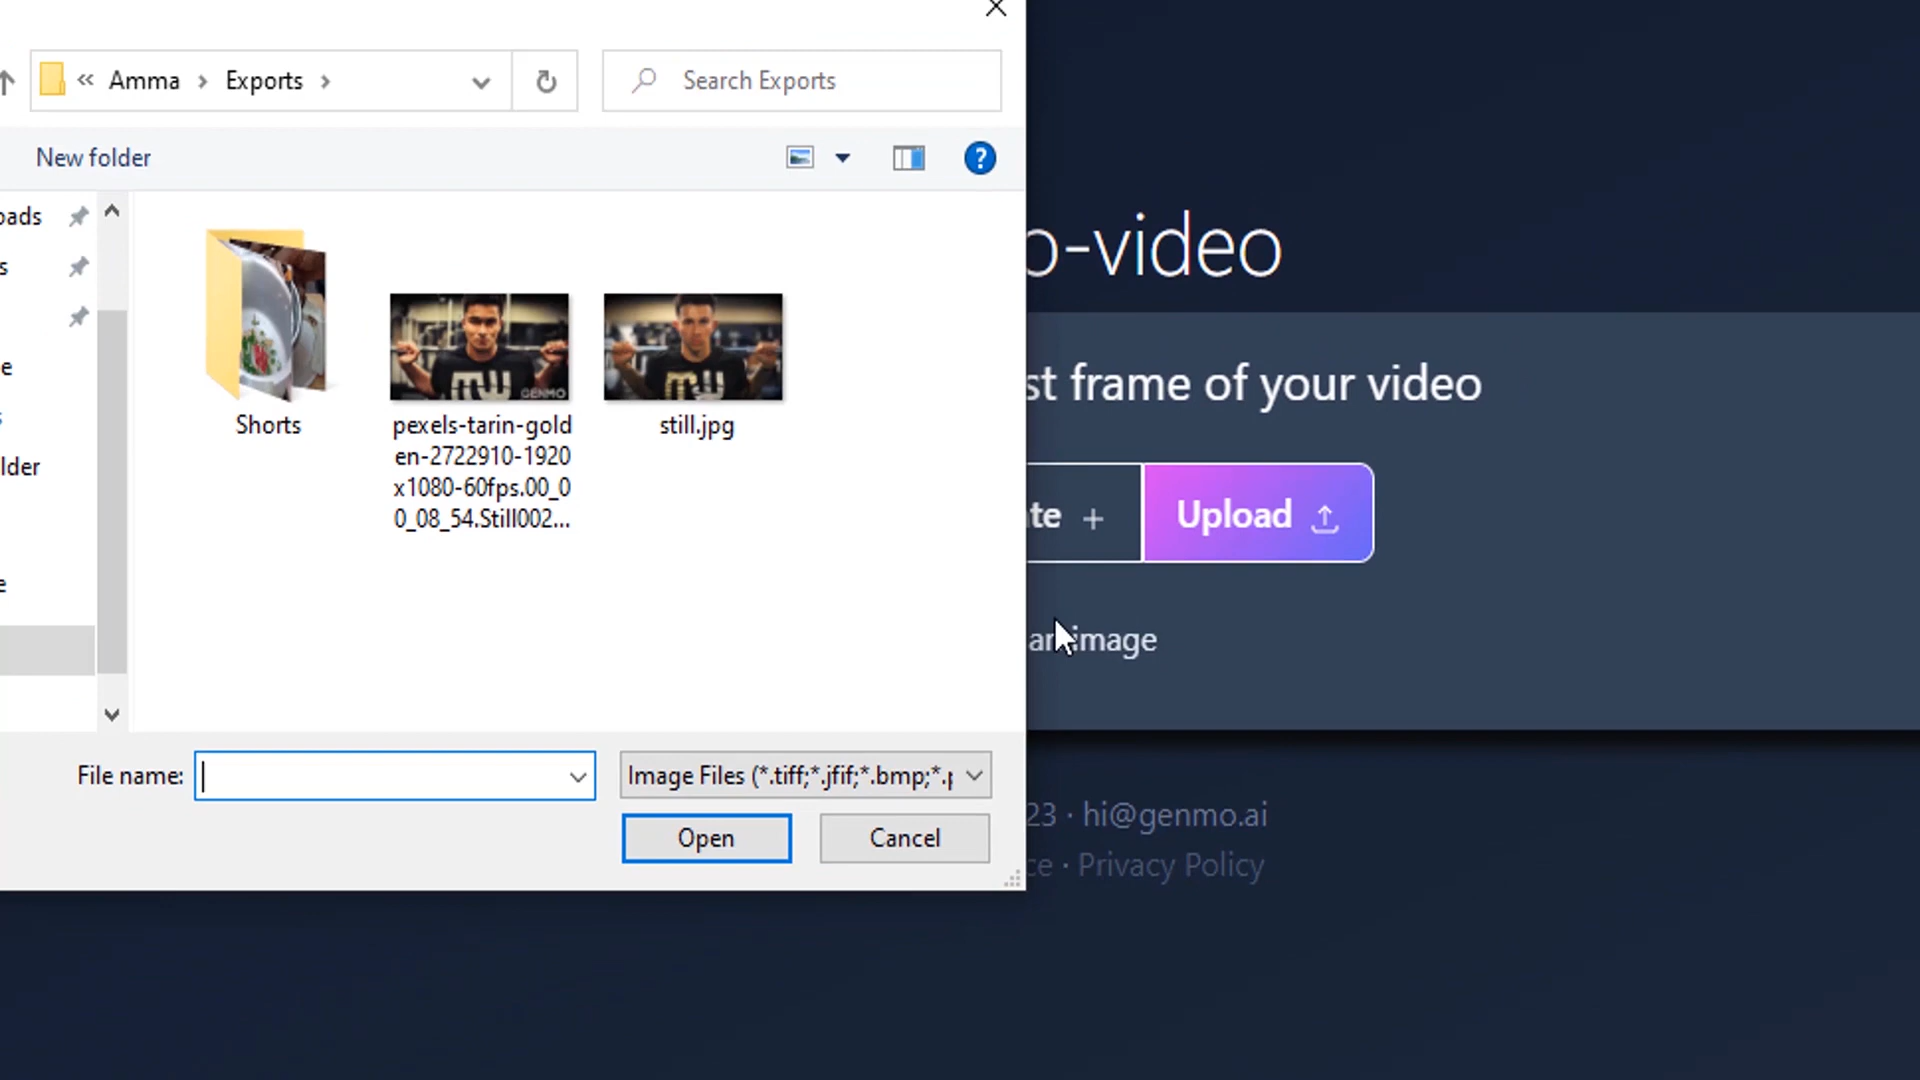 Amma
Exports
Search Exports
New folder
-video
oads
s
e
lder
e
Shorts
pexels-tarin-gold
en-2722910-1920
x1080-60fps.00_0
0_08_54.Still002...
still.jpg
GENMO
st frame of your video
te +
Upload
an image
File name:
Image Files (*.tiff;*.jfif;*.bmp;*.p
Open
Cancel
23 · hi@genmo.ai
ce · Privacy Policy